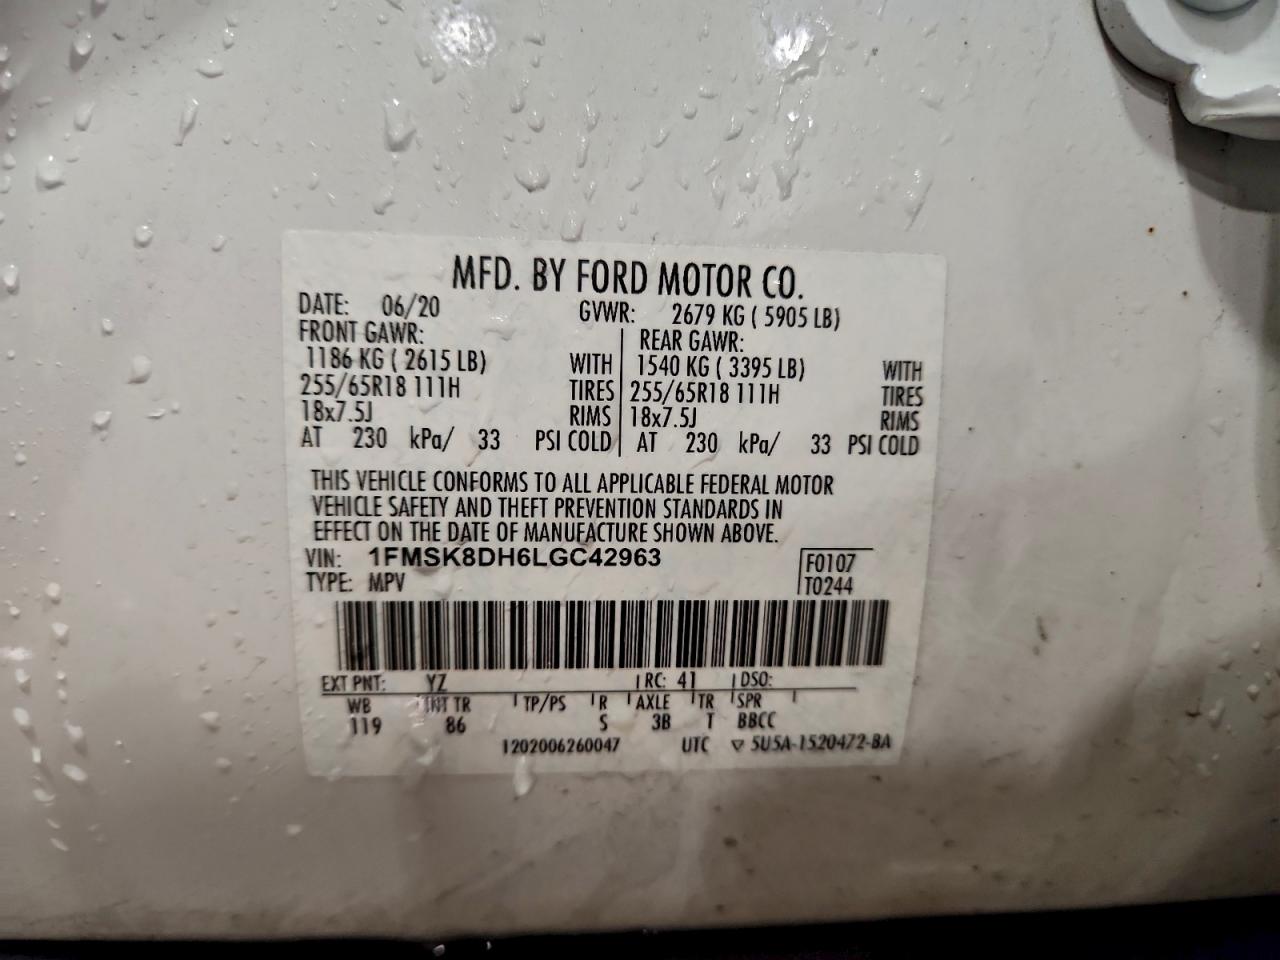 MFD. BY FORD MOTOR CO.
DATE: 06/20 GVWR: 2679 KG ( 5905 LB)
FRONT GAWR: REAR GAWR:
1186 KG ( 2615 LB) WITH 1540 KG ( 3395 LB) WITH
255/65R18 111H TIRES 255/65R18 111H TIRES
18x7.5J RIMS 18x7.5J RIMS
AT 230 kPa/ 33 PSI COLD AT 230 kPa/ 33 PSI COLD
THIS VEHICLE CONFORMS TO ALL APPLICABLE FEDERAL MOTOR
VEHICLE SAFETY AND THEFT PREVENTION STANDARDS IN
EFFECT ON THE DATE OF MANUFACTURE SHOWN ABOVE.
VIN: 1FMSK8DH6LGC42963 F0107
TYPE: MPV T0244
EXT PNT: YZ RC: 41 DSO:
WB INT TR TP/PS R AXLE TR SPR
119 86 S 3B T BBCC
1202006260047 UTC ▽ 5U5A-1520472-BA